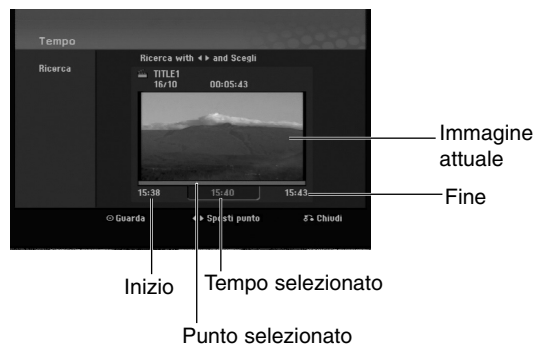 Tempo
Ricerca with ◂ ▸ and Scegli
Ricerca
TITLE1
16/10 00:05:43
Immagine
attuale
15:38 15:40 15:43
Fine
⊙ Guarda ◂ ▸ Sposti punto Chiudi
Inizio
Tempo selezionato
Punto selezionato